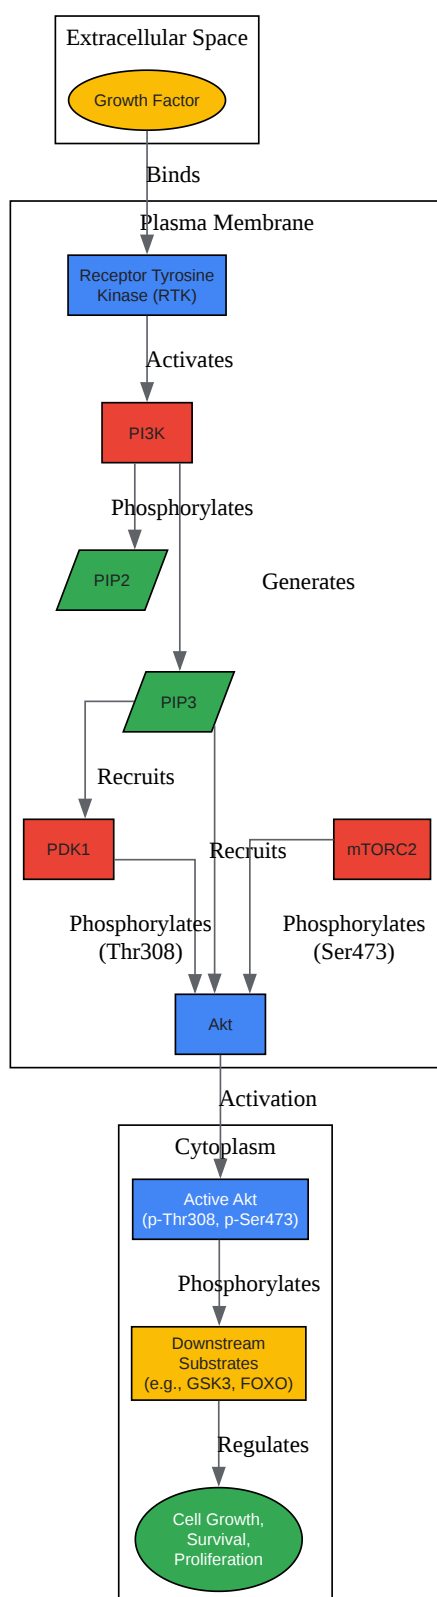 Extracellular Space
Growth Factor
Binds
Plasma Membrane
Receptor Tyrosine
Kinase (RTK)
Activates
PI3K
Phosphorylates
PIP2
Generates
PIP3
Recruits
PDK1
Recruits
mTORC2
Phosphorylates
(Thr308)
Phosphorylates
(Ser473)
Akt
Activation
Cytoplasm
Active Akt
(p-Thr308, p-Ser473)
Phosphorylates
Downstream
Substrates
(e.g., GSK3, FOXO)
Regulates
Cell Growth,
Survival,
Proliferation